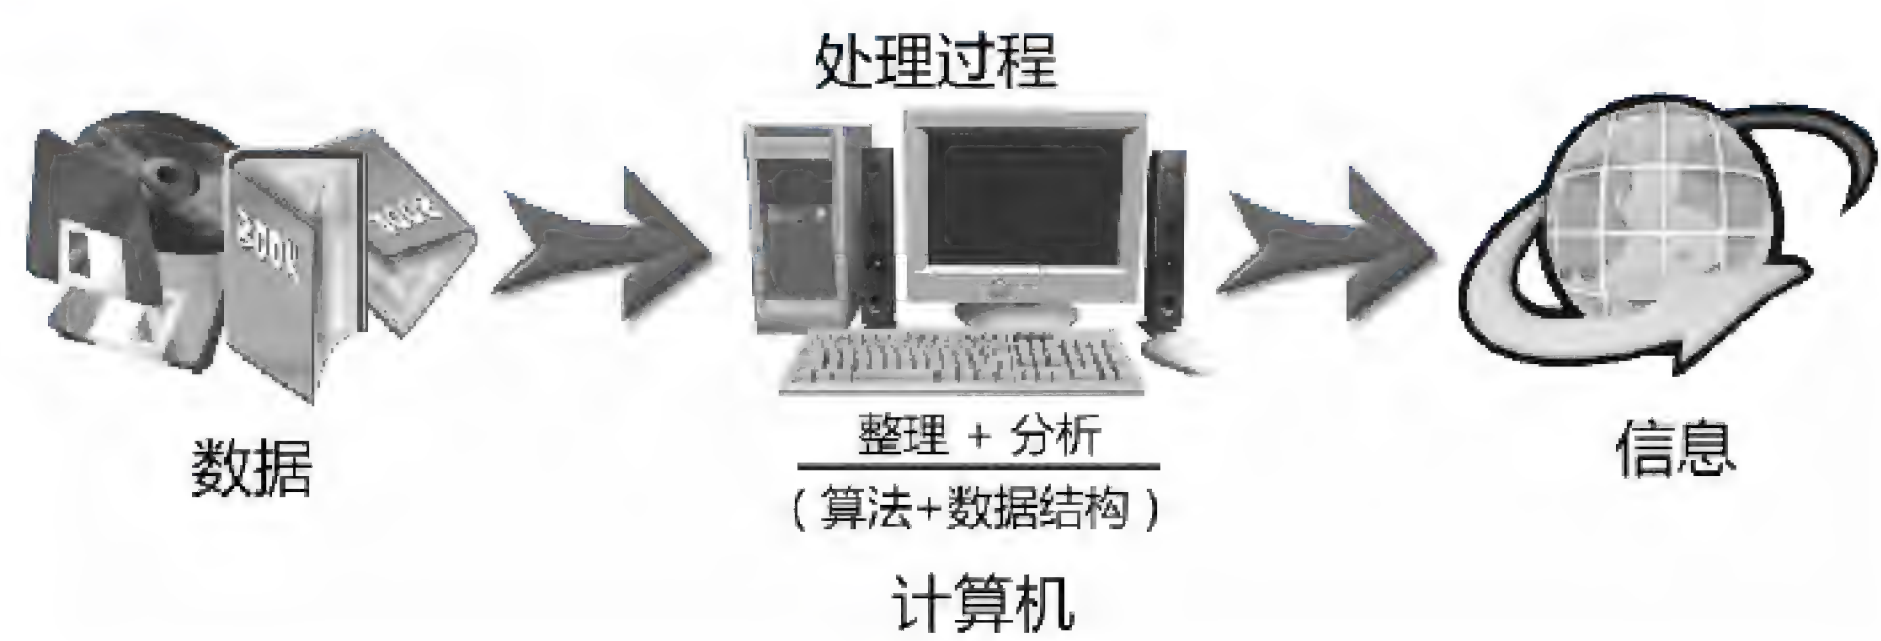 处理过程
数据
整理 + 分析
(算法+数据结构)
信息
计算机